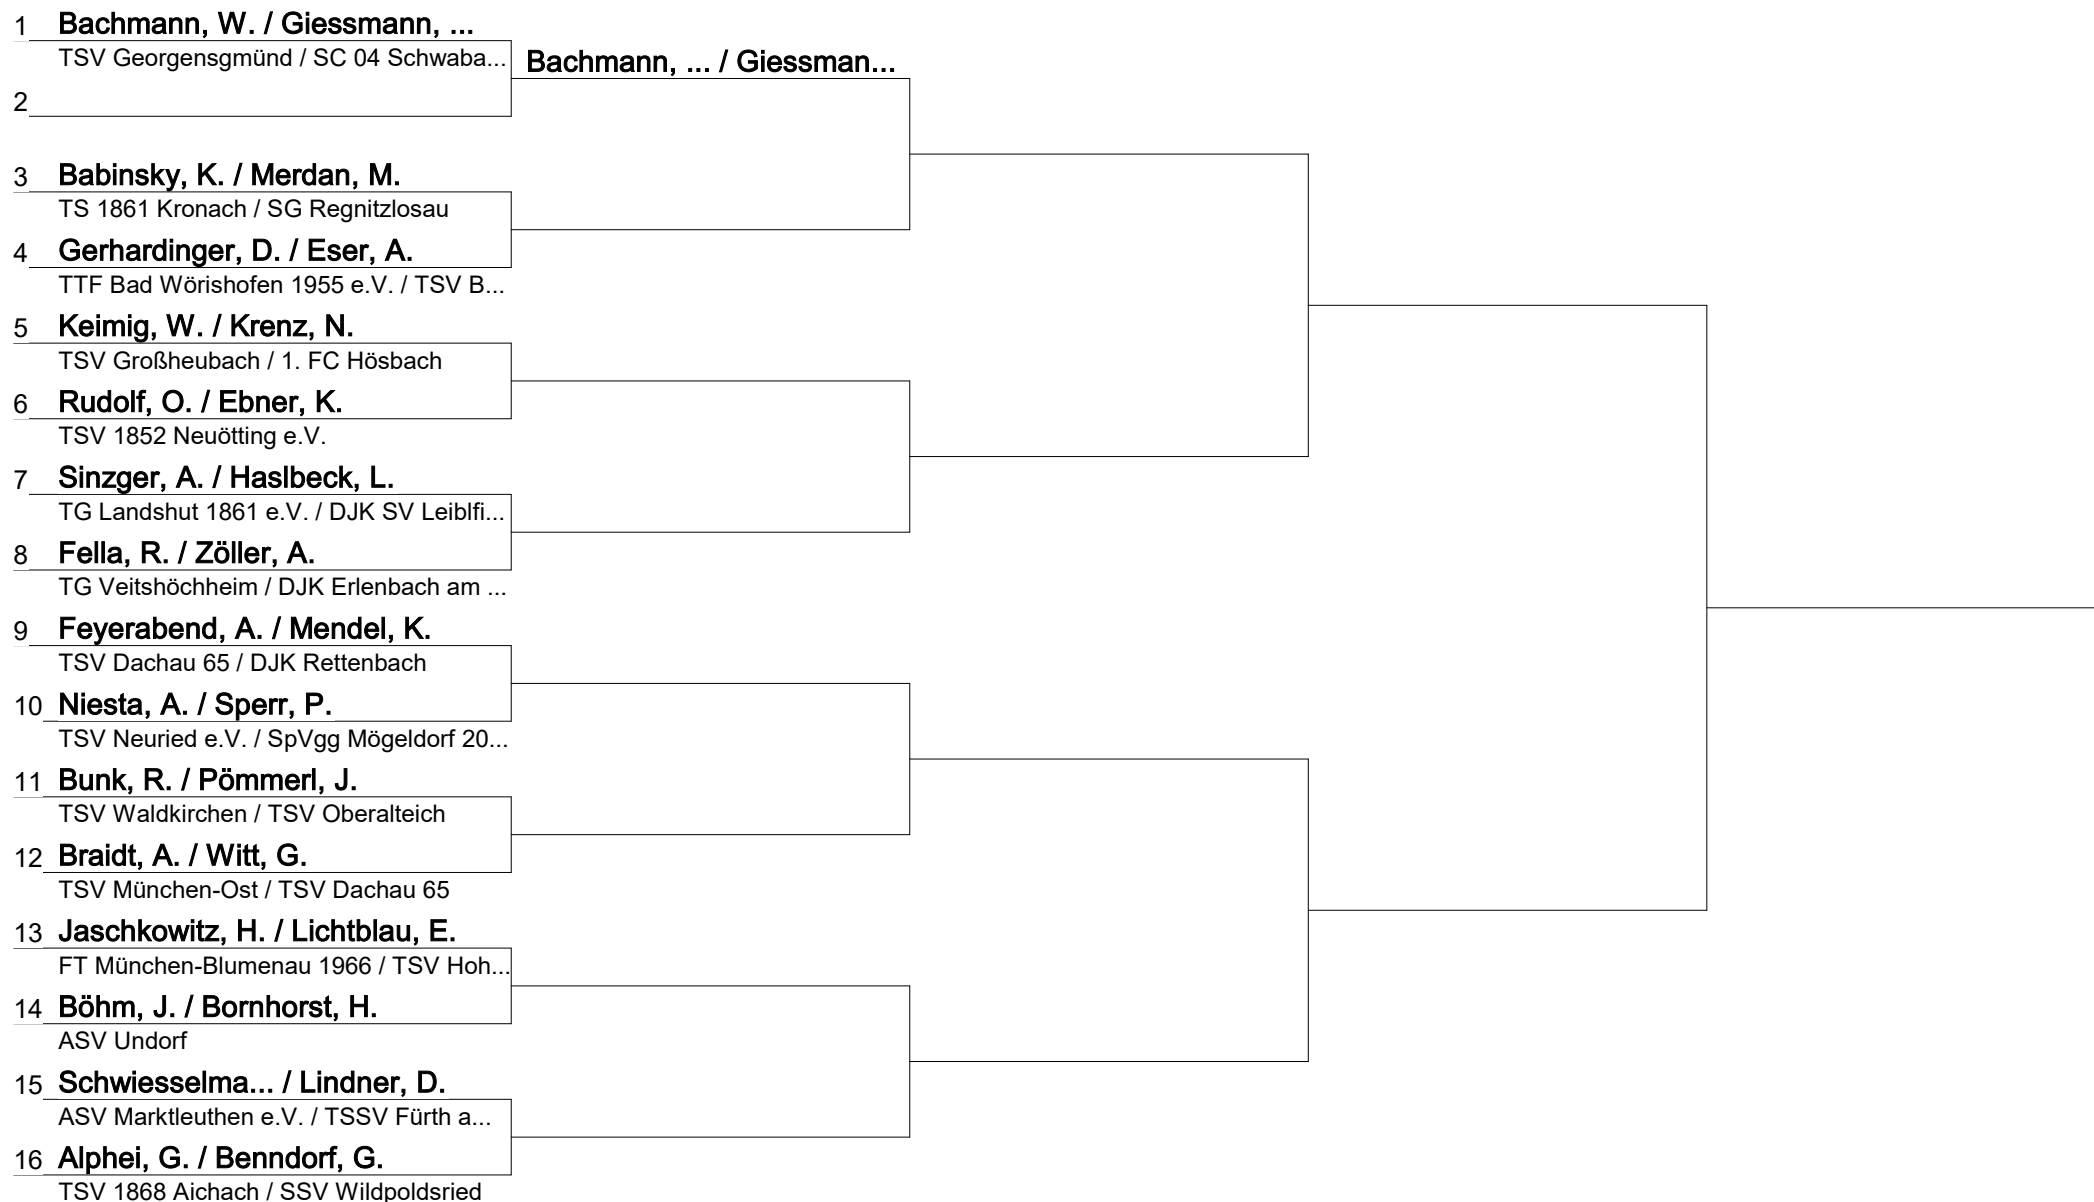 1 Bachmann, W. / Giessmann, ...
TSV Georgensgmünd / SC 04 Schwaba...
Bachmann, ... / Giessman...
2
3 Babinsky, K. / Merdan, M.
TS 1861 Kronach / SG Regnitzlosau
4 Gerhardinger, D. / Eser, A.
TTF Bad Wörishofen 1955 e.V. / TSV B...
5 Keimig, W. / Krenz, N.
TSV Großheubach / 1. FC Hösbach
6 Rudolf, O. / Ebner, K.
TSV 1852 Neuötting e.V.
7 Sinzger, A. / Haslbeck, L.
TG Landshut 1861 e.V. / DJK SV Leiblfi...
8 Fella, R. / Zöller, A.
TG Veitshöchheim / DJK Erlenbach am ...
9 Feyerabend, A. / Mendel, K.
TSV Dachau 65 / DJK Rettenbach
10 Niesta, A. / Sperr, P.
TSV Neuried e.V. / SpVgg Mögeldorf 20...
11 Bunk, R. / Pömmerl, J.
TSV Waldkirchen / TSV Oberalteich
12 Braidt, A. / Witt, G.
TSV München-Ost / TSV Dachau 65
13 Jaschkowitz, H. / Lichtblau, E.
FT München-Blumenau 1966 / TSV Hoh...
14 Böhm, J. / Bornhorst, H.
ASV Undorf
15 Schwiesselma... / Lindner, D.
ASV Marktleuthen e.V. / TSSV Fürth a...
16 Alphei, G. / Benndorf, G.
TSV 1868 Aichach / SSV Wildpoldsried